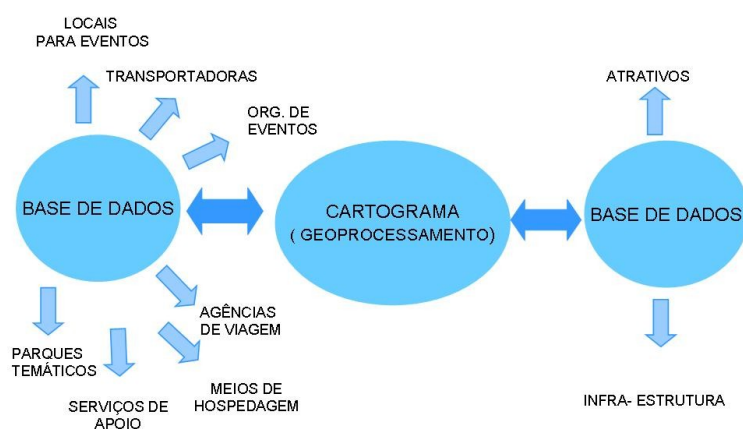 LOCAIS
PARA EVENTOS
TRANSPORTADORAS
ORG. DE
EVENTOS
BASE DE DADOS
AGÊNCIAS
DE VIAGEM
MEIOS DE
HOSPEDAGEM
SERVIÇOS DE
APOIO
PARQUES
TEMÁTICOS
CARTOGRAMA
( GEOPROCESSAMENTO)
ATRATIVOS
BASE DE DADOS
INFRA- ESTRUTURA